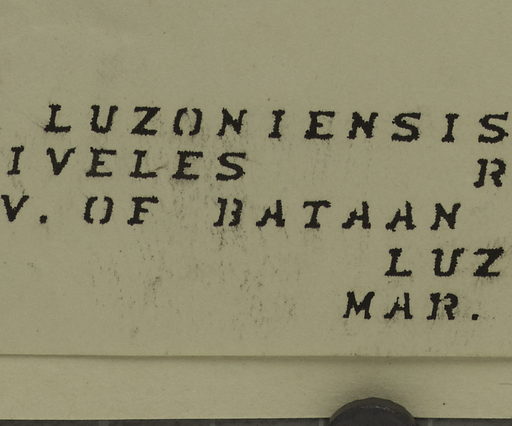 LUZONIENSIS
IVELES R
V. OF BATAAN
LUZ
MAR.